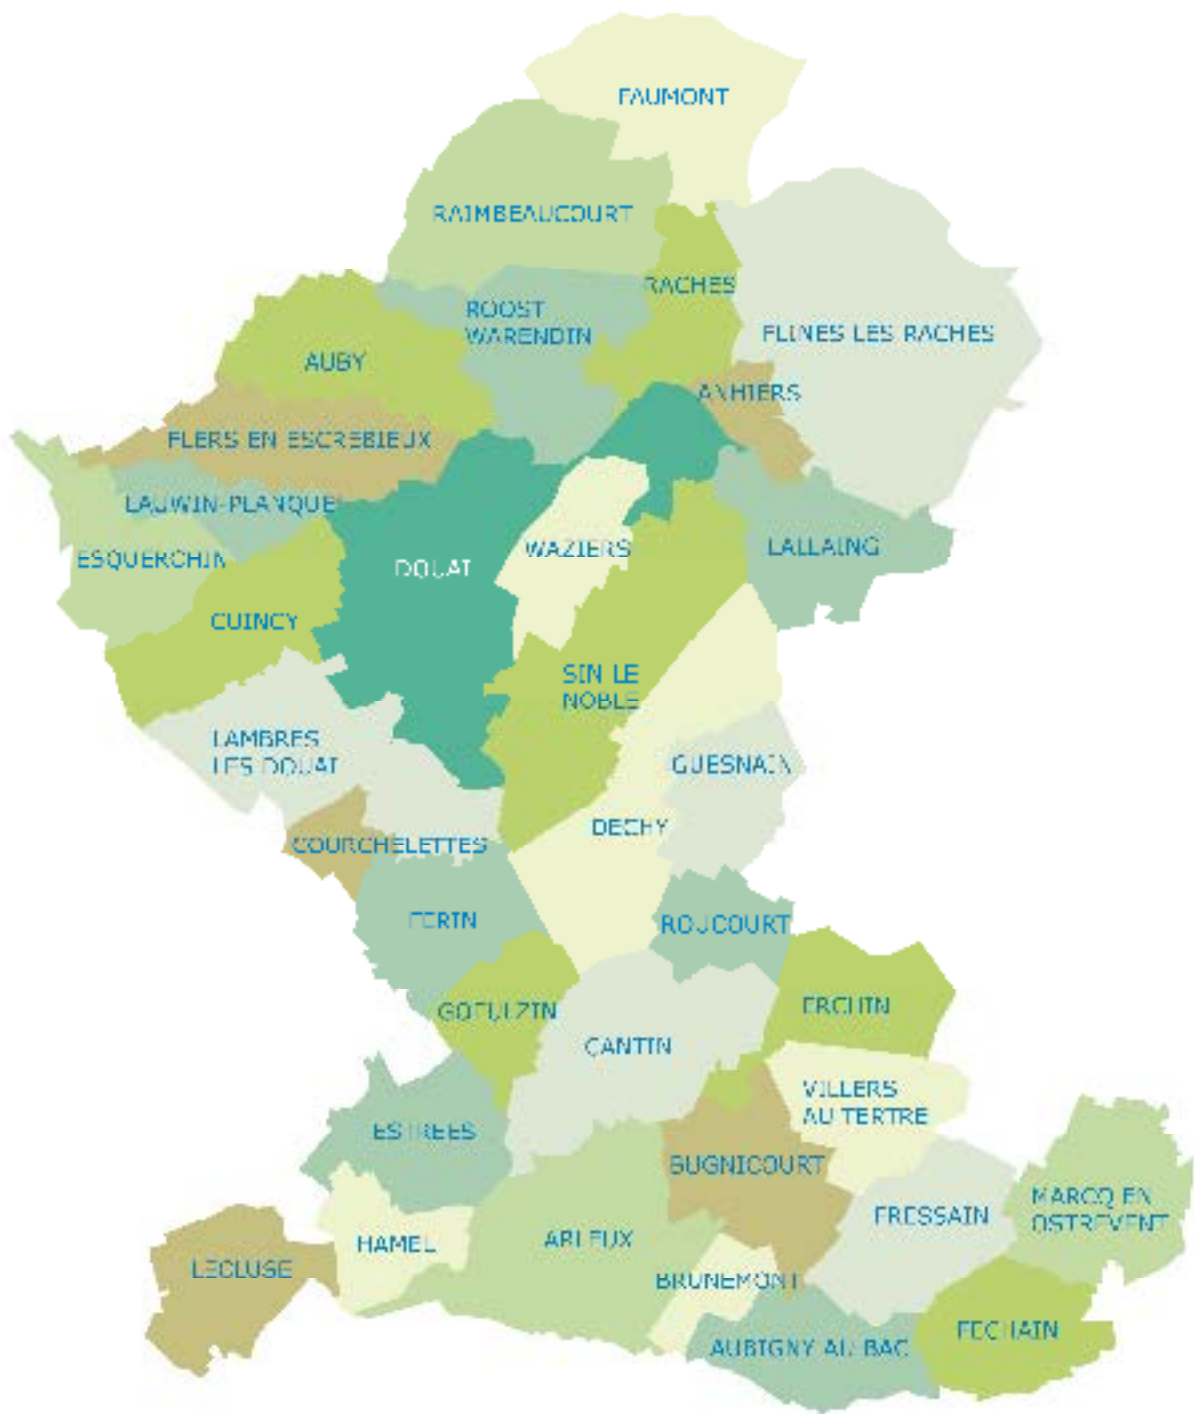 FAUMONT
RAIMBEAUCOURT
RACHES
ROOST
WARENDIN
FLINES LES RACHES
AUBY
ANHIERS
FLERS EN ESCREBIEUX
LAUWIN-PLANQUE
ESQUERCHIN
WAZIERS
LALLAING
DOUAI
CUINCY
SIN LE
NOBLE
LAMBRES
LES DOUAI
GUESNAIN
DECHY
COURCHELETTES
FERIN
ROUCOURT
GOEULZIN
ERCHIN
CANTIN
VILLERS
AU TERTRE
ESTREES
BUGNICOURT
MARCQ EN
OSTREVENT
FRESSAIN
HAMEL
ARLEUX
LECLUSE
BRUNEMONT
FECHAIN
AUBIGNY AU BAC